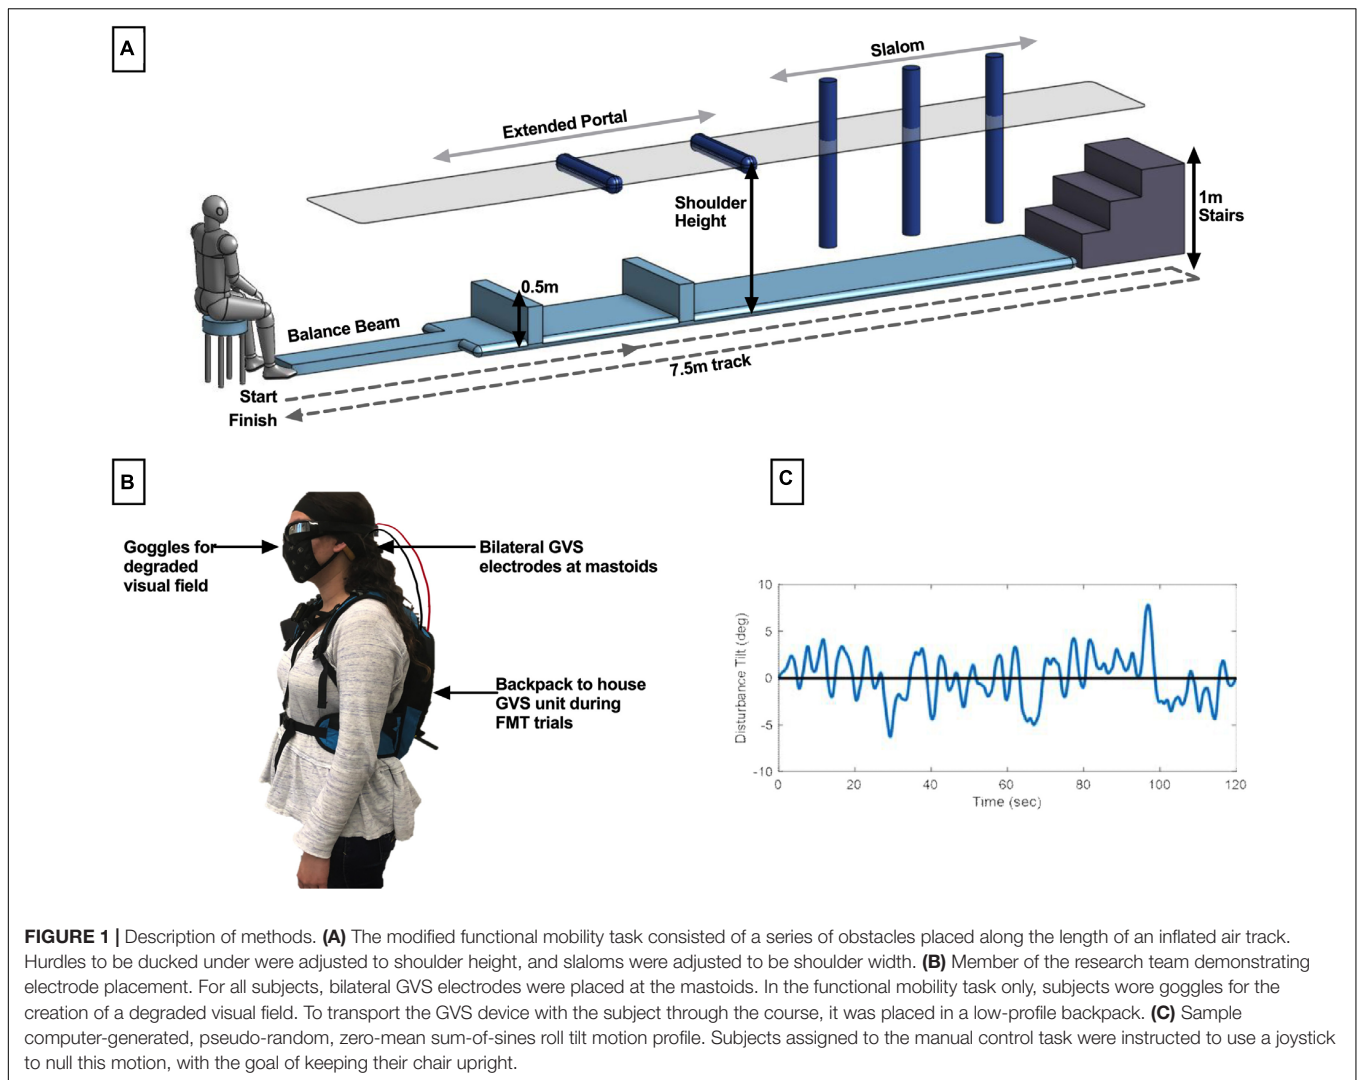 A
Slalom
Extended Portal
Shoulder
Height
1m
Stairs
0.5m
Balance Beam
7.5m track
Start
Finish
B
C
Goggles for
degraded
visual field
Bilateral GVS
electrodes at mastoids
Backpack to house
GVS unit during
FMT trials
Disturbance Tilt (deg)
10
5
0
-5
-10
0 20 40 60 80 100 120
Time (sec)
FIGURE 1 | Description of methods. (A) The modified functional mobility task consisted of a series of obstacles placed along the length of an inflated air track.
Hurdles to be ducked under were adjusted to shoulder height, and slaloms were adjusted to be shoulder width. (B) Member of the research team demonstrating
electrode placement. For all subjects, bilateral GVS electrodes were placed at the mastoids. In the functional mobility task only, subjects wore goggles for the
creation of a degraded visual field. To transport the GVS device with the subject through the course, it was placed in a low-profile backpack. (C) Sample
computer-generated, pseudo-random, zero-mean sum-of-sines roll tilt motion profile. Subjects assigned to the manual control task were instructed to use a joystick
to null this motion, with the goal of keeping their chair upright.